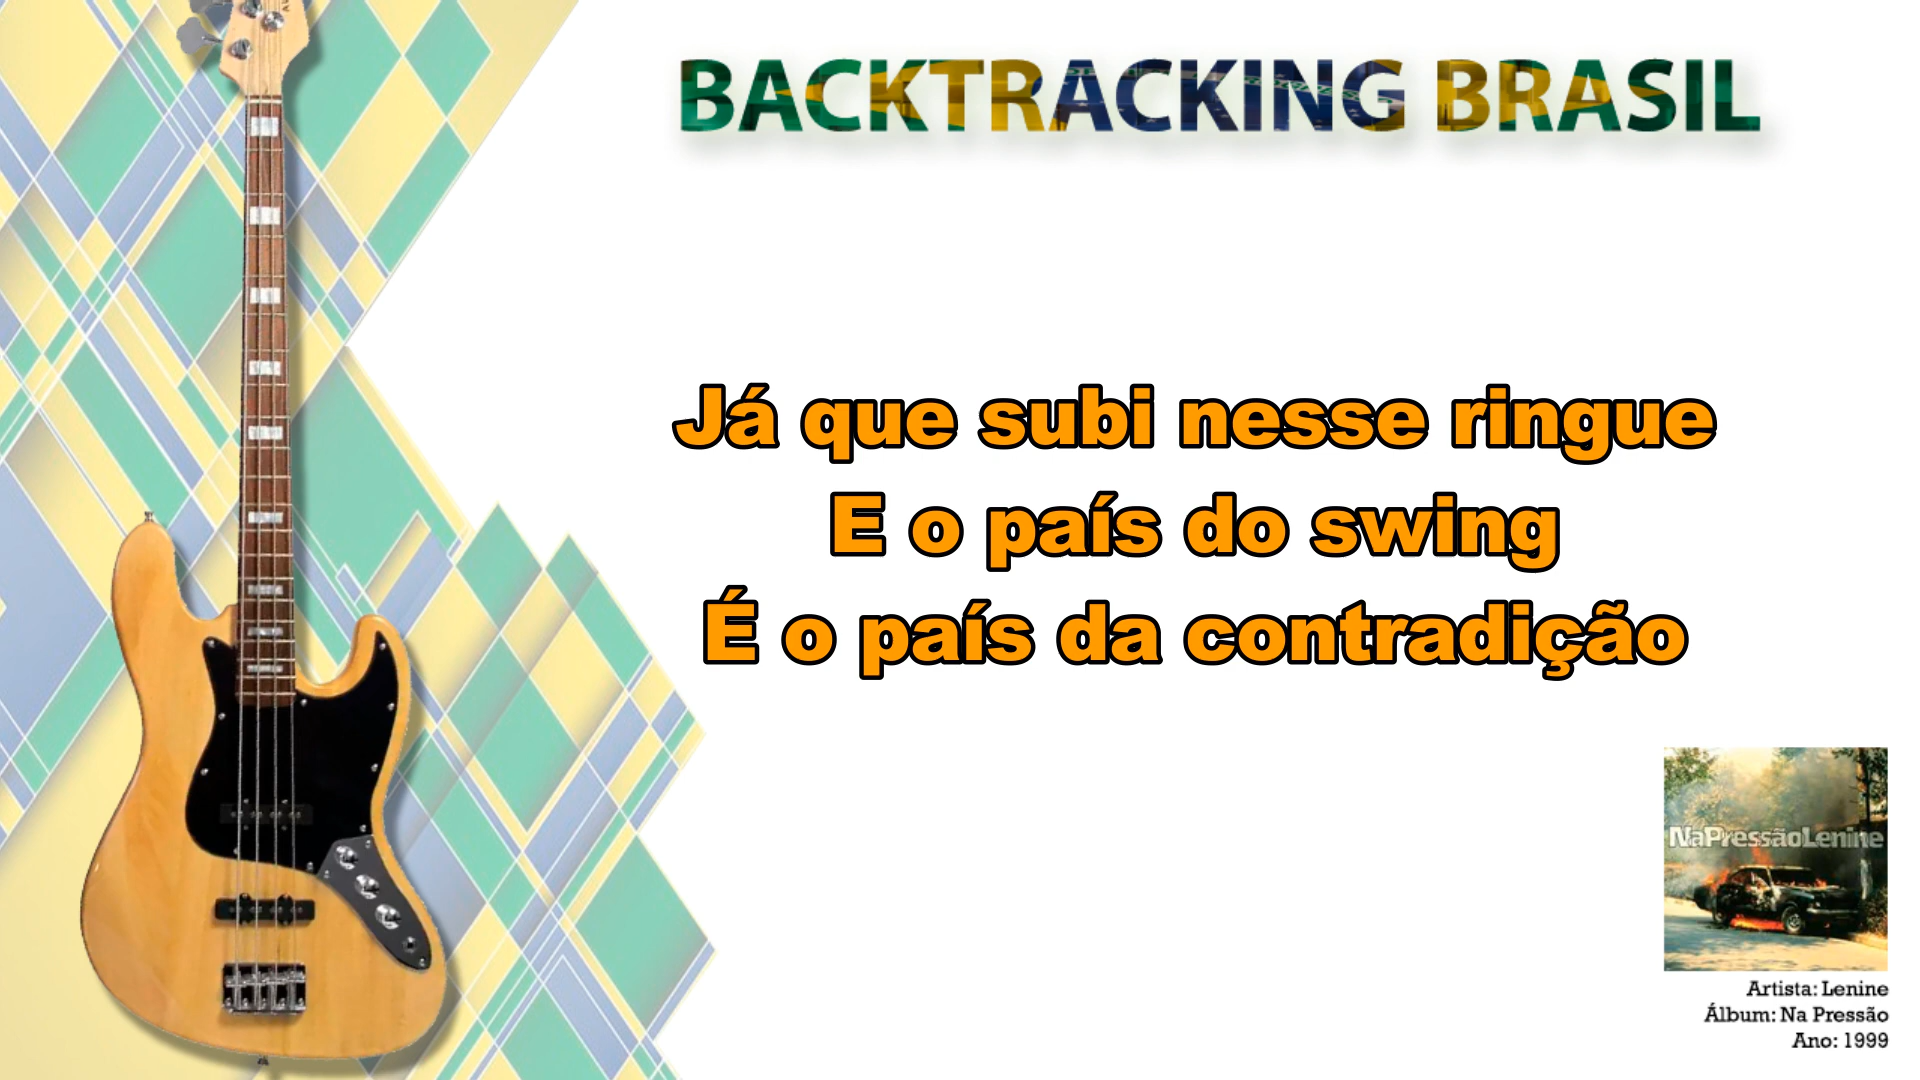 BACKTRACKING BRASIL
Já que subi nesse ringue
E o país do swing
É o país da contradição
NaPressãoLenine
Artista: Lenine
Álbum: Na Pressão
Ano: 1999